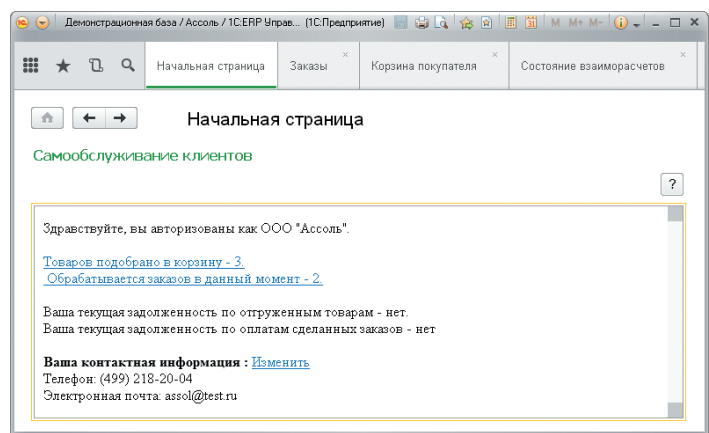 Демонстрационная база / Ассоль / 1С:ERP Управ... (1С:Предприятие)
M M+ M-
Начальная страница
Заказы
Корзина покупателя
Состояние взаиморасчетов
Начальная страница
Самообслуживание клиентов
?
Здравствуйте, вы авторизованы как ООО "Ассоль".
Товаров подобрано в корзину - 3.
Обрабатывается заказов в данный момент - 2.
Ваша текущая задолженность по отгруженным товарам - нет.
Ваша текущая задолженность по оплатам сделанных заказов - нет
Ваша контактная информация : Изменить
Телефон: (499) 218-20-04
Электронная почта: assol@test.ru